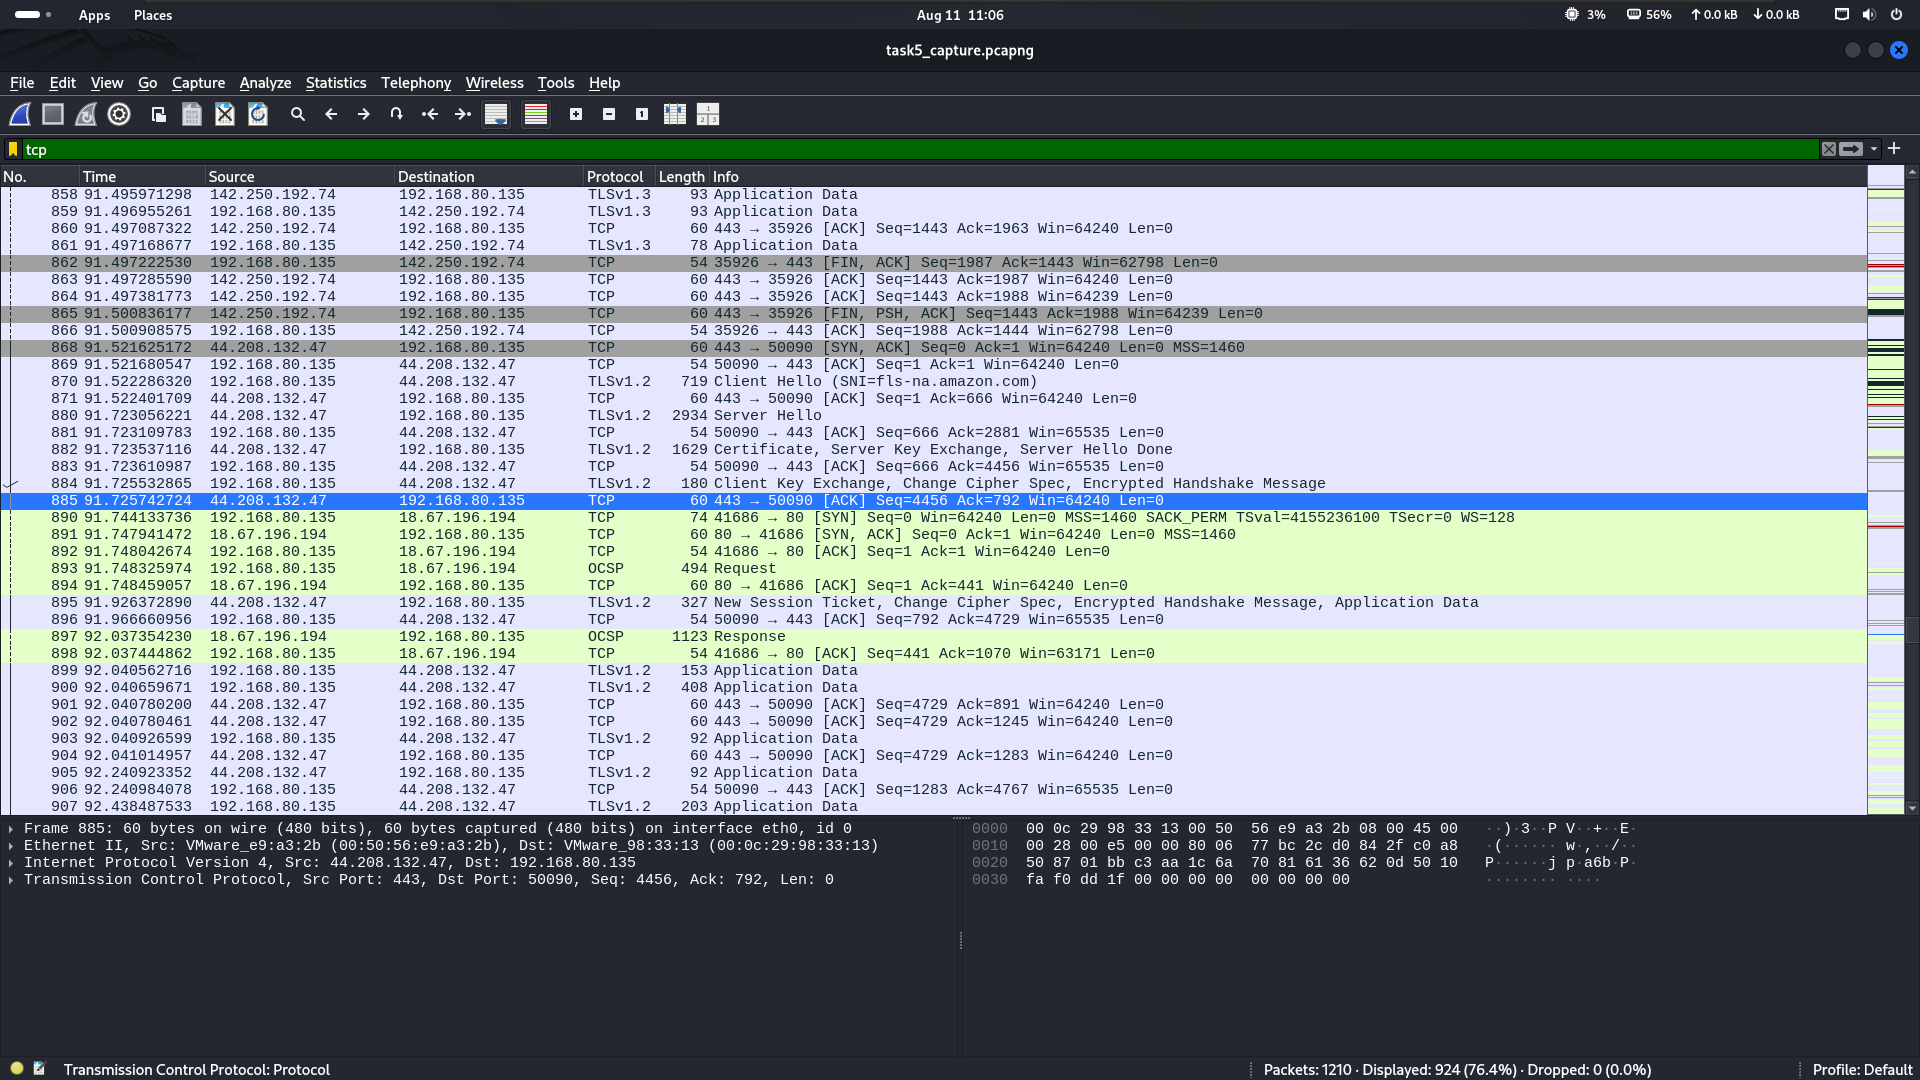 Apps Places Aug 11 11:06 3% 56% 0.0 kB 0.0 kB
task5_capture.pcapng
File Edit View Go Capture Analyze Statistics Telephony Wireless Tools Help
tcp
No. Time Source Destination Protocol Length Info
858 91.495971298 142.250.192.74 192.168.80.135 TLSv1.3 93 Application Data
859 91.496955261 192.168.80.135 142.250.192.74 TLSv1.3 93 Application Data
860 91.497087322 142.250.192.74 192.168.80.135 TCP 60 443 → 35926 [ACK] Seq=1443 Ack=1963 Win=64240 Len=0
861 91.497168677 192.168.80.135 142.250.192.74 TLSv1.3 78 Application Data
862 91.497222530 192.168.80.135 142.250.192.74 TCP 54 35926 → 443 [FIN, ACK] Seq=1987 Ack=1443 Win=62798 Len=0
863 91.497285590 142.250.192.74 192.168.80.135 TCP 60 443 → 35926 [ACK] Seq=1443 Ack=1987 Win=64240 Len=0
864 91.497381773 142.250.192.74 192.168.80.135 TCP 60 443 → 35926 [ACK] Seq=1443 Ack=1988 Win=64239 Len=0
865 91.500836177 142.250.192.74 192.168.80.135 TCP 60 443 → 35926 [FIN, PSH, ACK] Seq=1443 Ack=1988 Win=64239 Len=0
866 91.500908575 192.168.80.135 142.250.192.74 TCP 54 35926 → 443 [ACK] Seq=1988 Ack=1444 Win=62798 Len=0
868 91.521625172 44.208.132.47 192.168.80.135 TCP 60 443 → 50090 [SYN, ACK] Seq=0 Ack=1 Win=64240 Len=0 MSS=1460
869 91.521680547 192.168.80.135 44.208.132.47 TCP 54 50090 → 443 [ACK] Seq=1 Ack=1 Win=64240 Len=0
870 91.522286320 192.168.80.135 44.208.132.47 TLSv1.2 719 Client Hello (SNI=fls-na.amazon.com)
871 91.522401709 44.208.132.47 192.168.80.135 TCP 60 443 → 50090 [ACK] Seq=1 Ack=666 Win=64240 Len=0
880 91.723056221 44.208.132.47 192.168.80.135 TLSv1.2 2934 Server Hello
881 91.723109783 192.168.80.135 44.208.132.47 TCP 54 50090 → 443 [ACK] Seq=666 Ack=2881 Win=65535 Len=0
882 91.723537116 44.208.132.47 192.168.80.135 TLSv1.2 1629 Certificate, Server Key Exchange, Server Hello Done
883 91.723610987 192.168.80.135 44.208.132.47 TCP 54 50090 → 443 [ACK] Seq=666 Ack=4456 Win=65535 Len=0
884 91.725532865 192.168.80.135 44.208.132.47 TLSv1.2 180 Client Key Exchange, Change Cipher Spec, Encrypted Handshake Message
885 91.725742724 44.208.132.47 192.168.80.135 TCP 60 443 → 50090 [ACK] Seq=4456 Ack=792 Win=64240 Len=0
890 91.744133736 192.168.80.135 18.67.196.194 TCP 74 41686 → 80 [SYN] Seq=0 Win=64240 Len=0 MSS=1460 SACK_PERM TSval=4155236100 TSecr=0 WS=128
891 91.747941472 18.67.196.194 192.168.80.135 TCP 60 80 → 41686 [SYN, ACK] Seq=0 Ack=1 Win=64240 Len=0 MSS=1460
892 91.748042674 192.168.80.135 18.67.196.194 TCP 54 41686 → 80 [ACK] Seq=1 Ack=1 Win=64240 Len=0
893 91.748325974 192.168.80.135 18.67.196.194 OCSP 494 Request
894 91.748459057 18.67.196.194 192.168.80.135 TCP 60 80 → 41686 [ACK] Seq=1 Ack=441 Win=64240 Len=0
895 91.926372890 44.208.132.47 192.168.80.135 TLSv1.2 327 New Session Ticket, Change Cipher Spec, Encrypted Handshake Message, Application Data
896 91.966660956 192.168.80.135 44.208.132.47 TCP 54 50090 → 443 [ACK] Seq=792 Ack=4729 Win=65535 Len=0
897 92.037354230 18.67.196.194 192.168.80.135 OCSP 1123 Response
898 92.037444862 192.168.80.135 18.67.196.194 TCP 54 41686 → 80 [ACK] Seq=441 Ack=1070 Win=63171 Len=0
899 92.040562716 192.168.80.135 44.208.132.47 TLSv1.2 153 Application Data
900 92.040659671 192.168.80.135 44.208.132.47 TLSv1.2 408 Application Data
901 92.040780200 44.208.132.47 192.168.80.135 TCP 60 443 → 50090 [ACK] Seq=4729 Ack=891 Win=64240 Len=0
902 92.040780461 44.208.132.47 192.168.80.135 TCP 60 443 → 50090 [ACK] Seq=4729 Ack=1245 Win=64240 Len=0
903 92.040926599 192.168.80.135 44.208.132.47 TLSv1.2 92 Application Data
904 92.041014957 44.208.132.47 192.168.80.135 TCP 60 443 → 50090 [ACK] Seq=4729 Ack=1283 Win=64240 Len=0
905 92.240923352 44.208.132.47 192.168.80.135 TLSv1.2 92 Application Data
906 92.240984078 192.168.80.135 44.208.132.47 TCP 54 50090 → 443 [ACK] Seq=1283 Ack=4767 Win=65535 Len=0
907 92.438487533 192.168.80.135 44.208.132.47 TLSv1.2 203 Application Data
Frame 885: 60 bytes on wire (480 bits), 60 bytes captured (480 bits) on interface eth0, id 0
Ethernet II, Src: VMware_e9:a3:2b (00:50:56:e9:a3:2b), Dst: VMware_98:33:13 (00:0c:29:98:33:13)
Internet Protocol Version 4, Src: 44.208.132.47, Dst: 192.168.80.135
Transmission Control Protocol, Src Port: 443, Dst Port: 50090, Seq: 4456, Ack: 792, Len: 0
0000 00 0c 29 98 33 13 00 50 56 e9 a3 2b 08 00 45 00 ··)·3··P V··+··E·
0010 00 28 00 e5 00 00 80 06 77 bc 2c d0 84 2f c0 a8 ·(······ w·,··/··
0020 50 87 01 bb c3 aa 1c 6a 70 81 61 36 62 0d 50 10 P······j p·a6b·P·
0030 fa f0 dd 1f 00 00 00 00 00 00 00 00 ········ ····
Transmission Control Protocol: Protocol Packets: 1210 · Displayed: 924 (76.4%) · Dropped: 0 (0.0%) Profile: Default